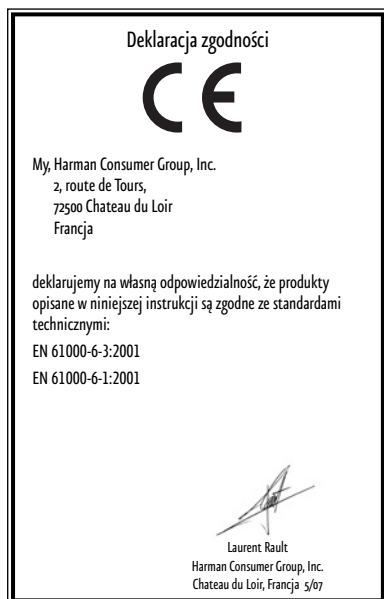 Deklaracja zgodności
CE
My, Harman Consumer Group, Inc.
2, route de Tours,
72500 Chateau du Loir
Francja
deklarujemy na własną odpowiedzialność, że produkty
opisane w niniejszej instrukcji są zgodne ze standardami
technicznymi:
EN 61000-6-3:2001
EN 61000-6-1:2001
Laurent Rault
Harman Consumer Group, Inc.
Chateau du Loir, Francja 5/07